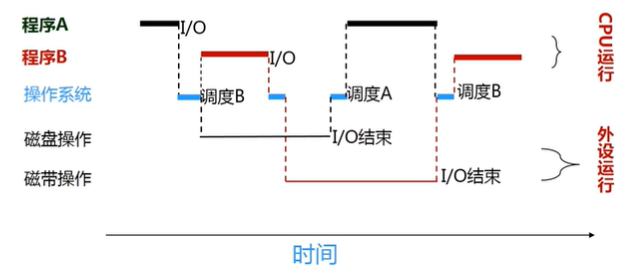 程序A
I/O
程序B
I/O
操作系统
调度B
调度A
调度B
磁盘操作
I/O结束
磁带操作
I/O结束
CPU运行
外设运行
时间